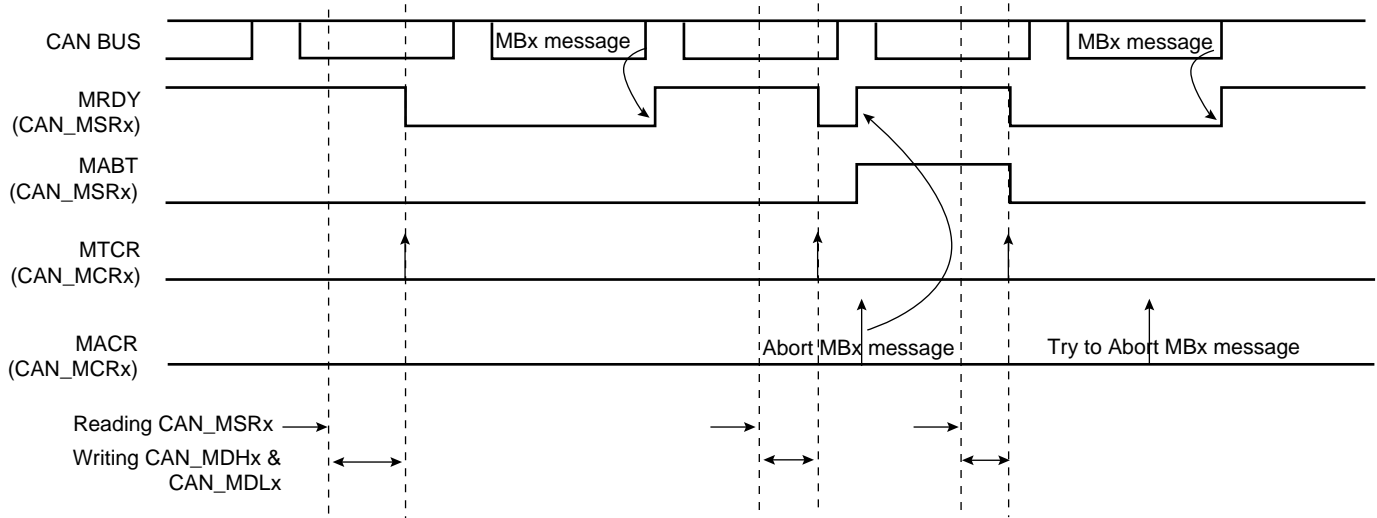 CAN BUS
MBx message
MBx message
MRDY
(CAN_MSRx)
MABT
(CAN_MSRx)
MTCR
(CAN_MCRx)
MACR
(CAN_MCRx)
Abort MBx message
Try to Abort MBx message
Reading CAN_MSRx
Writing CAN_MDHx &
CAN_MDLx